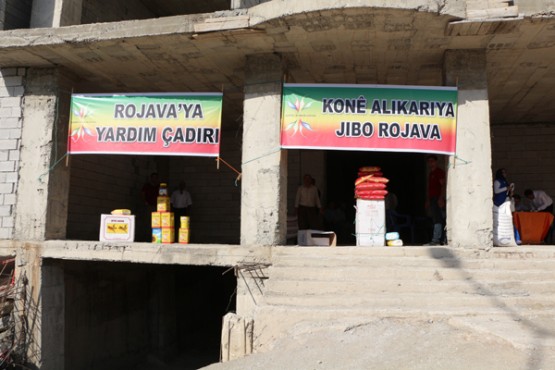 ROJAVA'YA
YARDIM ÇADIRI
KONÊ ALIKARIYA
JIBO ROJAVA